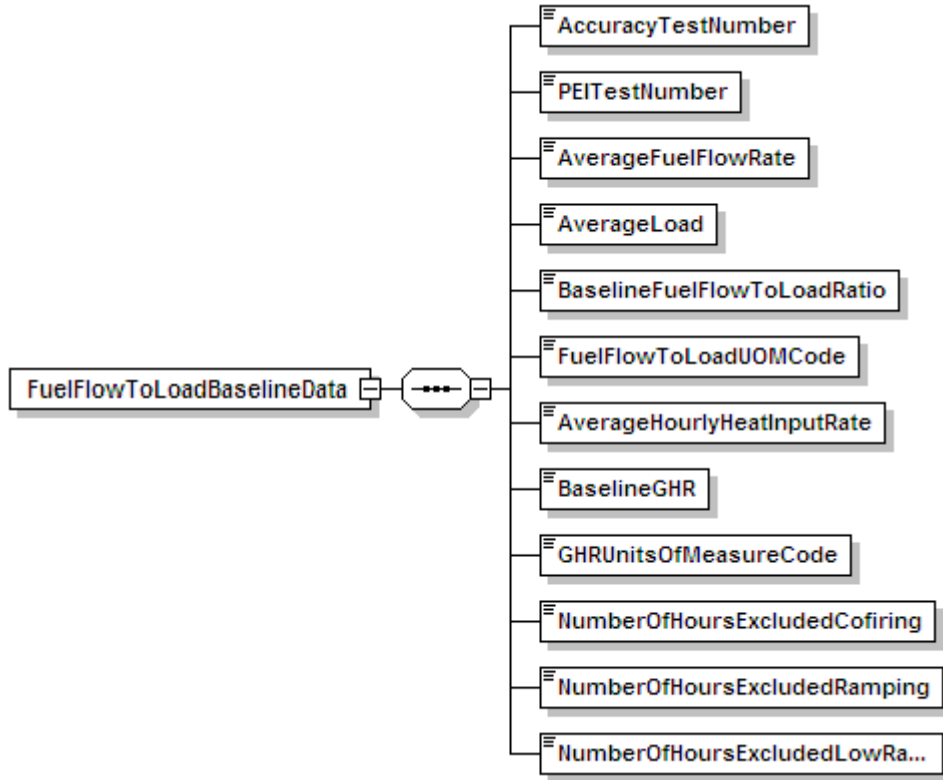 AccuracyTestNumber
PEITestNumber
AverageFuelFlowRate
AverageLoad
BaselineFuelFlowToLoadRatio
FuelFlowToLoadUOMCode
FuelFlowToLoadBaselineData
AverageHourlyHeatInputRate
BaselineGHR
GHRUnitsOfMeasureCode
NumberOfHoursExcludedCofiring
NumberOfHoursExcludedRamping
NumberOfHoursExcludedLowRa...